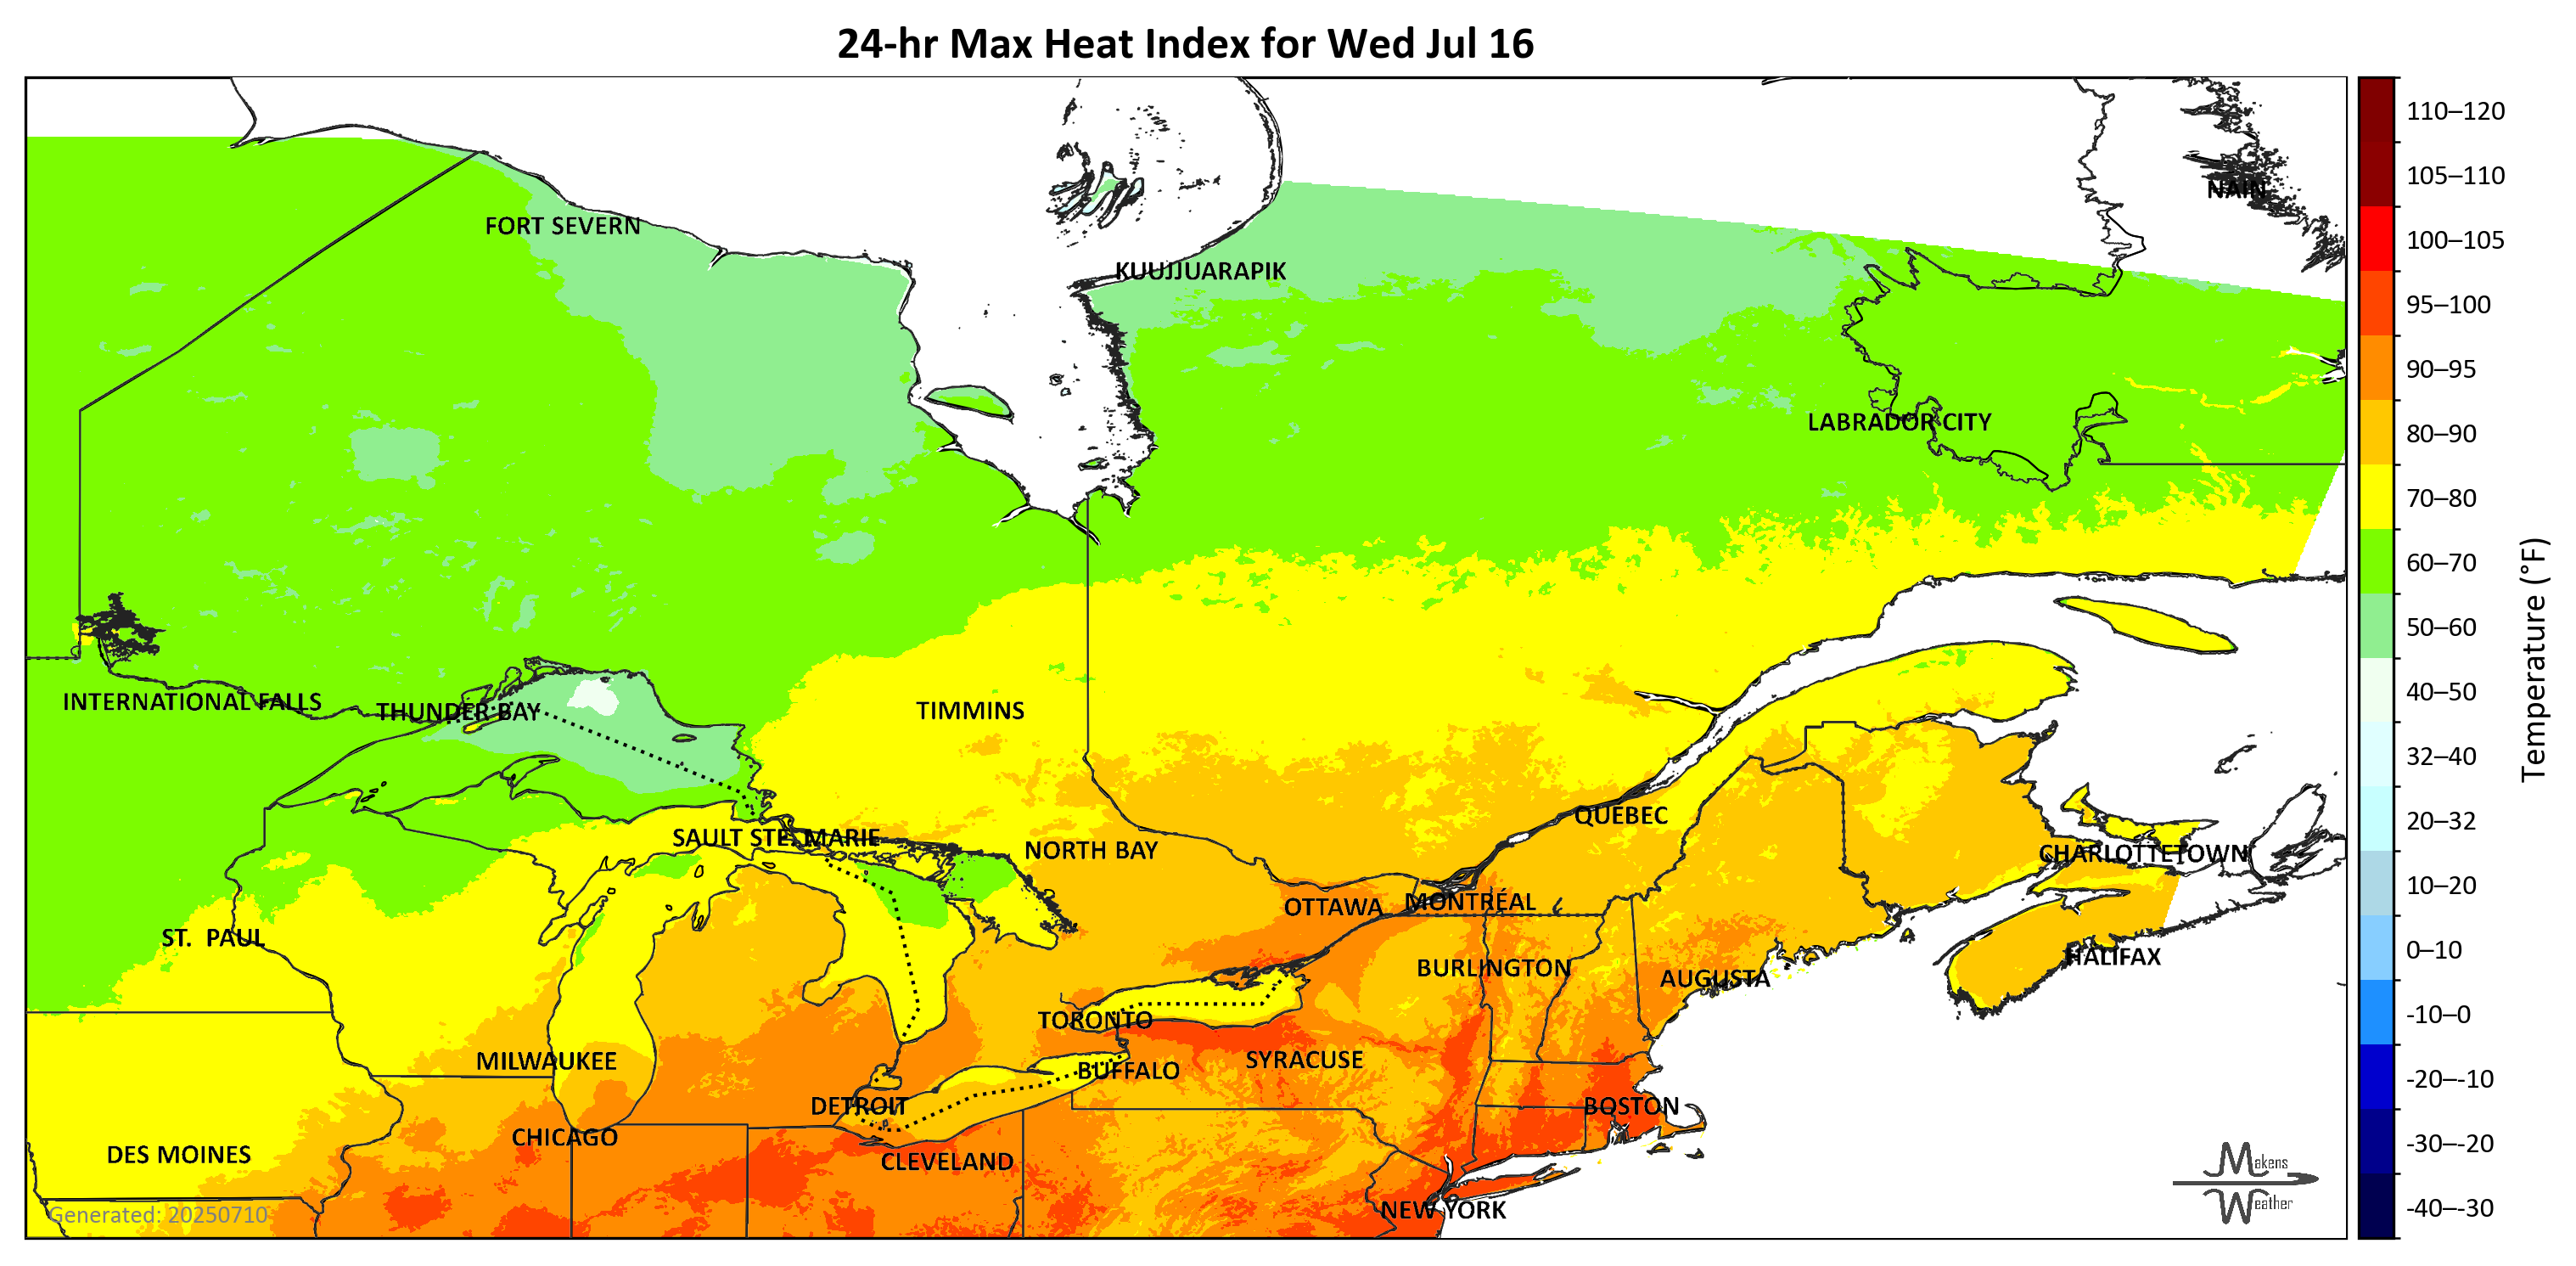 24-hr Max Heat Index for Wed Jul 16
NAIN
FORT SEVERN
KUUJJUARAPIK
LABRADOR CITY
INTERNATIONAL FALLS
THUNDER BAY
TIMMINS
QUÉBEC
SAULT STE. MARIE
NORTH BAY
CHARLOTTETOWN
OTTAWA
MONTRÉAL
ST.  PAUL
HALIFAX
BURLINGTON
AUGUSTA
TORONTO
MILWAUKEE
SYRACUSE
BUFFALO
DETROIT
BOSTON
CHICAGO
DES MOINES
CLEVELAND
NEW YORK
Generated: 20250710
Makens
Weather
110–120
105–110
100–105
95–100
90–95
80–90
70–80
60–70
50–60
40–50
32–40
20–32
10–20
0–10
-10–0
-20–-10
-30–-20
-40–-30
Temperature (°F)